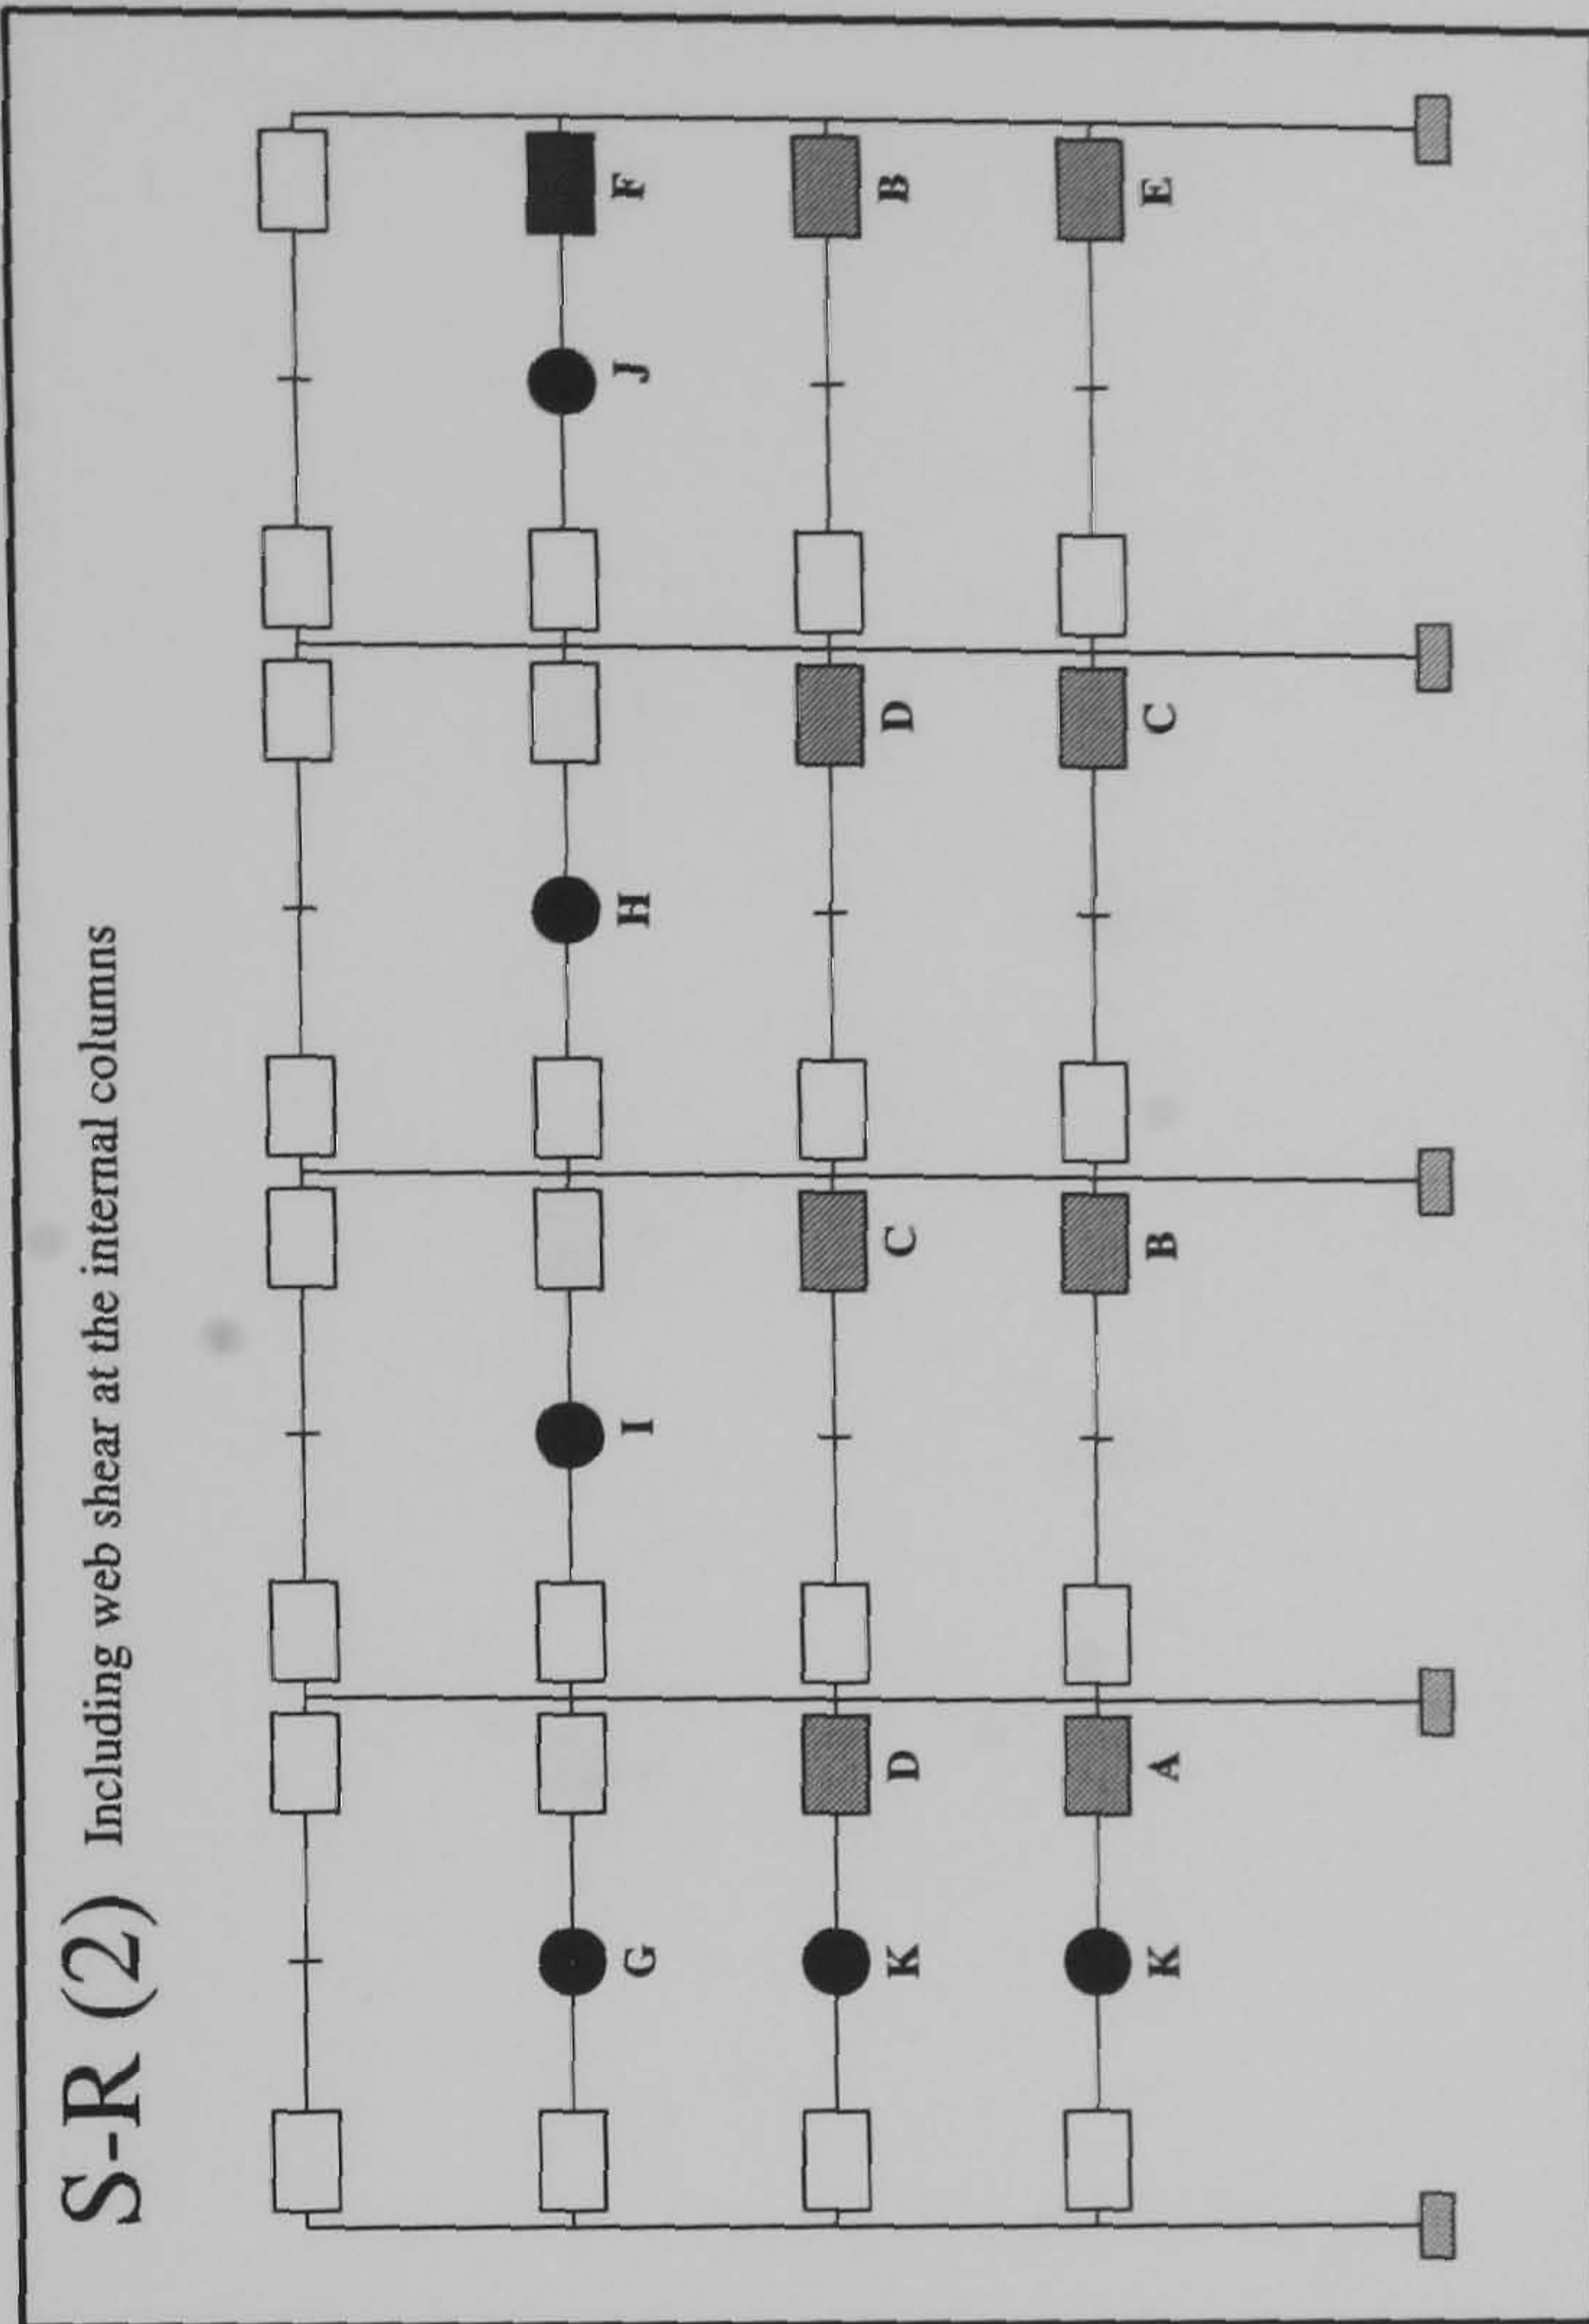 S-R (2) Including web shear at the internal columns
G I H J F
K D C D B
K A B C E